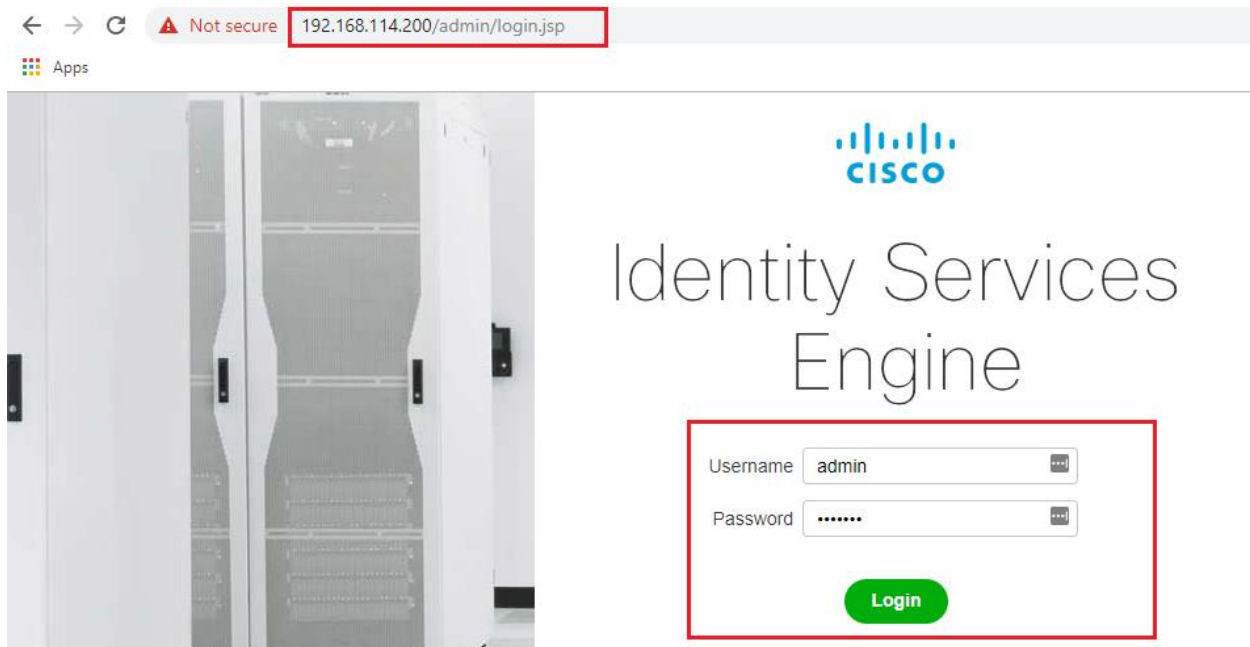 Not secure 192.168.114.200/admin/login.jsp
Apps
CISCO
Identity Services
Engine
Username admin
Password •••••••
Login